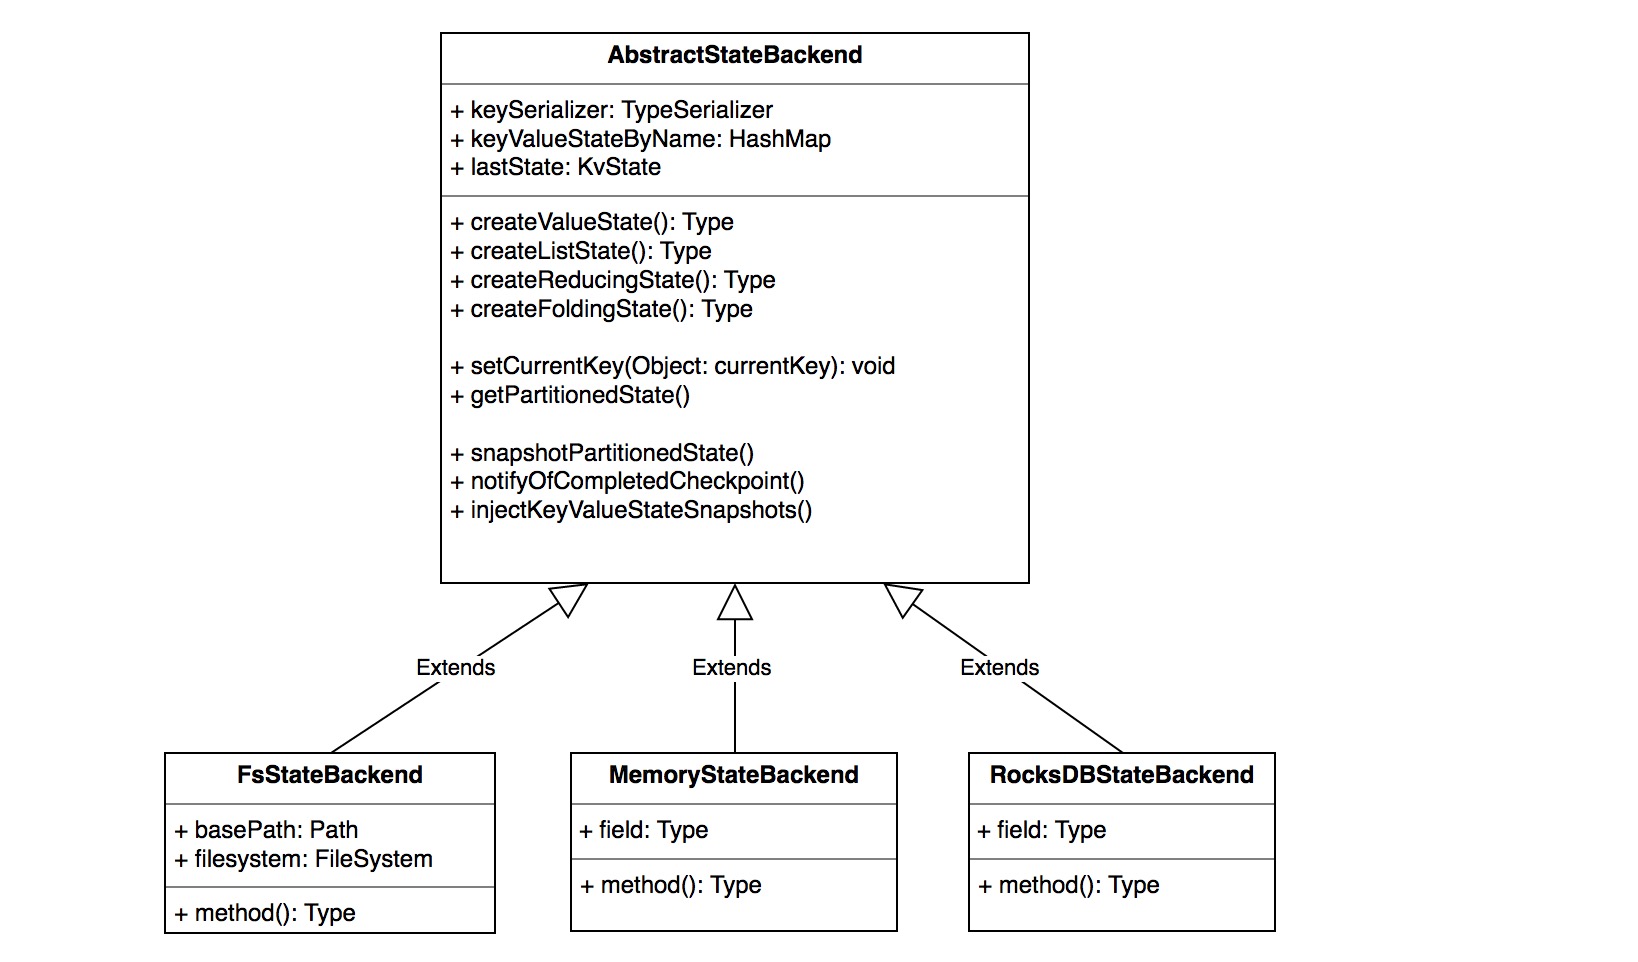 AbstractStateBackend
+ keySerializer: TypeSerializer
+ keyValueStateByName: HashMap
+ lastState: KvState
+ createValueState(): Type
+ createListState(): Type
+ createReducingState(): Type
+ createFoldingState(): Type
+ setCurrentKey(Object: currentKey): void
+ getPartitionedState()
+ snapshotPartitionedState()
+ notifyOfCompletedCheckpoint()
+ injectKeyValueStateSnapshots()
Extends
Extends
Extends
FsStateBackend
+ basePath: Path
+ filesystem: FileSystem
+ method(): Type
MemoryStateBackend
+ field: Type
+ method(): Type
RocksDBStateBackend
+ field: Type
+ method(): Type